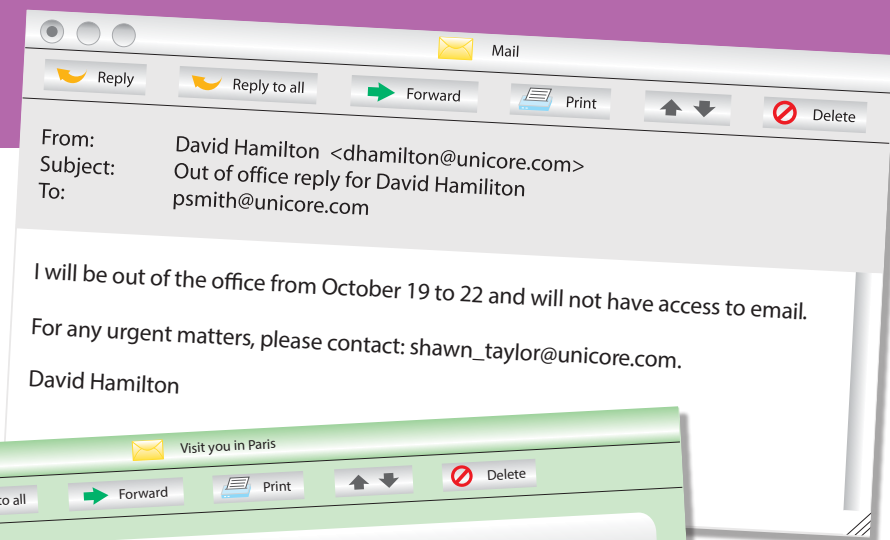 Mail
Reply Reply to all Forward Print Delete
From: David Hamilton <dhamilton@unicore.com>
Subject: Out of office reply for David Hamiliton
To: psmith@unicore.com
I will be out of the office from October 19 to 22 and will not have access to email.
For any urgent matters, please contact: shawn_taylor@unicore.com.
David Hamilton
Visit you in Paris
to all Forward Print Delete